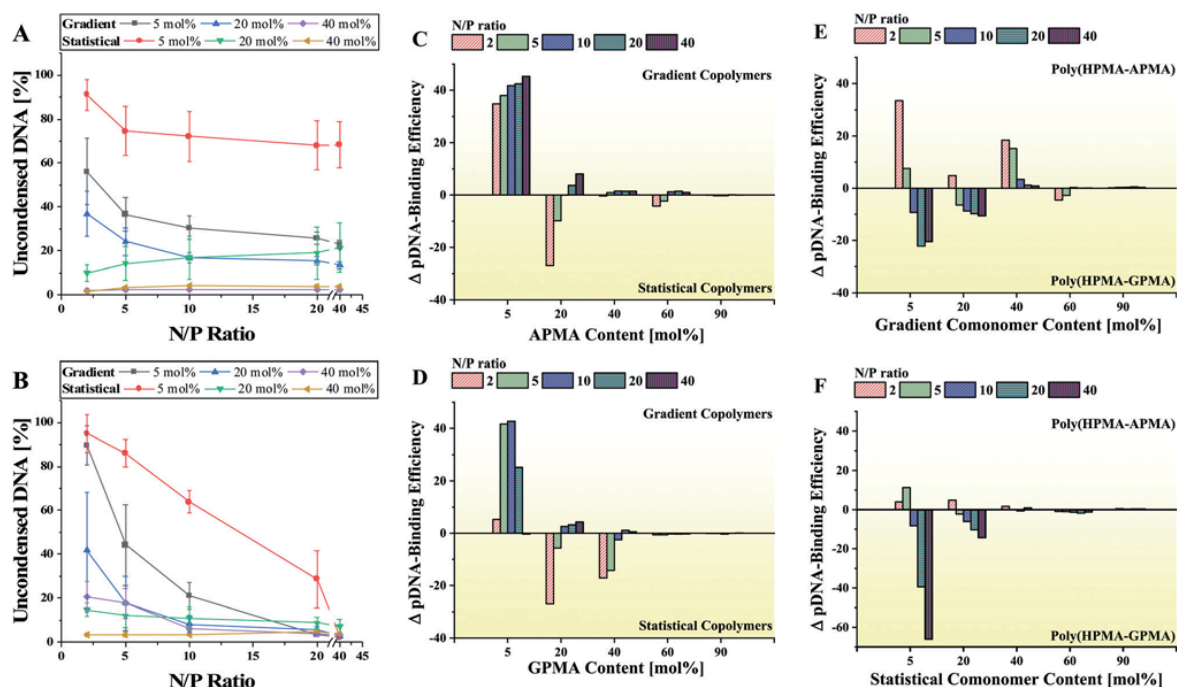 A
Gradient 5 mol% 20 mol% 40 mol%
Statistical 5 mol% 20 mol% 40 mol%
Uncondensed DNA [%]
100
80
60
40
20
0
0 5 10 15 20 40 45
N/P Ratio
B
Gradient 5 mol% 20 mol% 40 mol%
Statistical 5 mol% 20 mol% 40 mol%
Uncondensed DNA [%]
100
80
60
40
20
0
0 5 10 15 20 40 45
N/P Ratio
C
N/P ratio
2 5 10 20 40
Gradient Copolymers
Δ pDNA-Binding Efficiency
40
20
0
-20
-40
Statistical Copolymers
5 20 40 60 90
APMA Content [mol%]
D
N/P ratio
2 5 10 20 40
Gradient Copolymers
Δ pDNA-Binding Efficiency
40
20
0
-20
-40
Statistical Copolymers
5 20 40 60 90
GPMA Content [mol%]
E
N/P ratio
2 5 10 20 40
Poly(HPMA-APMA)
Δ pDNA-Binding Efficiency
40
20
0
-20
-40
Poly(HPMA-GPMA)
5 20 40 60 90
Gradient Comonomer Content [mol%]
F
N/P ratio
2 5 10 20 40
Poly(HPMA-APMA)
Δ pDNA-Binding Efficiency
40
20
0
-20
-40
-60
Poly(HPMA-GPMA)
5 20 40 60 90
Statistical Comonomer Content [mol%]